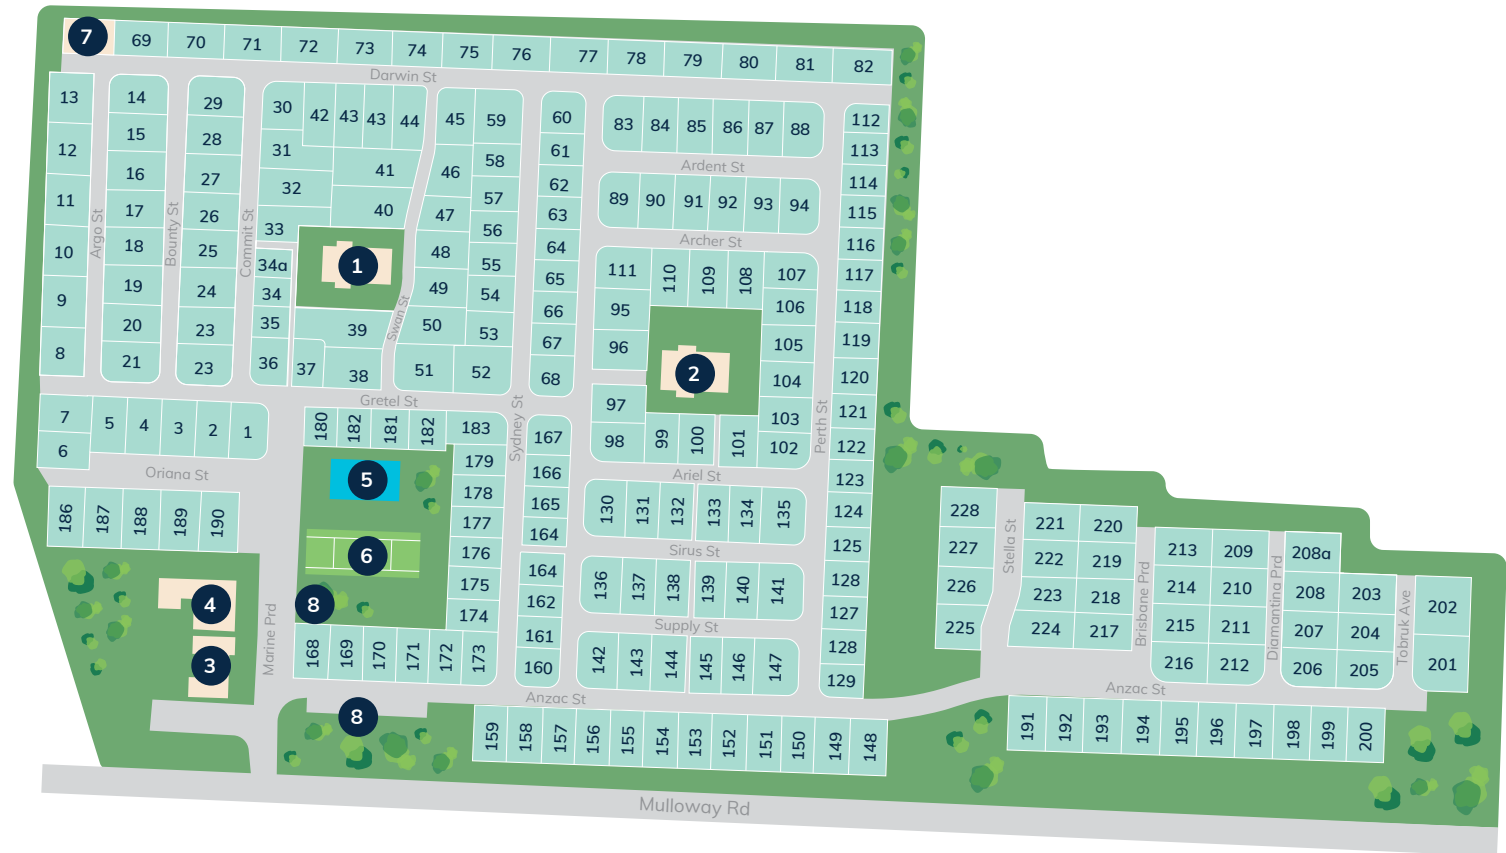 7 69 70 71 72 73 74 75 76 77 78 79 80 81 82
Darwin St
13 14 29 30 42 43 43 44 45 59 60 83 84 85 86 87 88 112
12 15 28 31 41 46 58 61 Ardent St 113
11 16 27 32 40 47 57 62 89 90 91 92 93 94 114
17 26 33 56 63 115
Argo St Bounty St Commit St
Archer St
10 18 25 34a 1 48 55 64 111 110 109 108 107 116
9 19 24 34 49 54 65 95 106 117
20 23 35 39 Swan St 50 53 66 96 2 105 118
8 21 23 36 37 38 51 52 67 104 119
68 120
Gretel St
7 5 4 3 2 1 180 182 181 182 183 Sydney St 97 103 Perth St 121
6 179 167 98 99 100 101 102 122
Oriana St 5 178 166 Ariel St 123
186 187 188 189 190 177 165 130 131 132 133 134 135 124
6 176 164 Sirus St 125
4 8 175 164 136 137 138 139 140 141 128
174 162 Supply St 127
3 Marine Prd 168 169 170 171 172 173 161 142 143 144 145 146 147 128
160 129
8 Anzac St
159 158 157 156 155 154 153 152 151 150 149 148
228 Stella St 221 220 213 209 208a
227 222 219 Brisbane Prd 214 210 Diamantina Prd 208 203 Tobruk Ave 202
226 223 218 215 211 207 204
225 224 217 216 212 206 205 201
Anzac St
191 192 193 194 195 196 197 198 199 200
Mulloway Rd